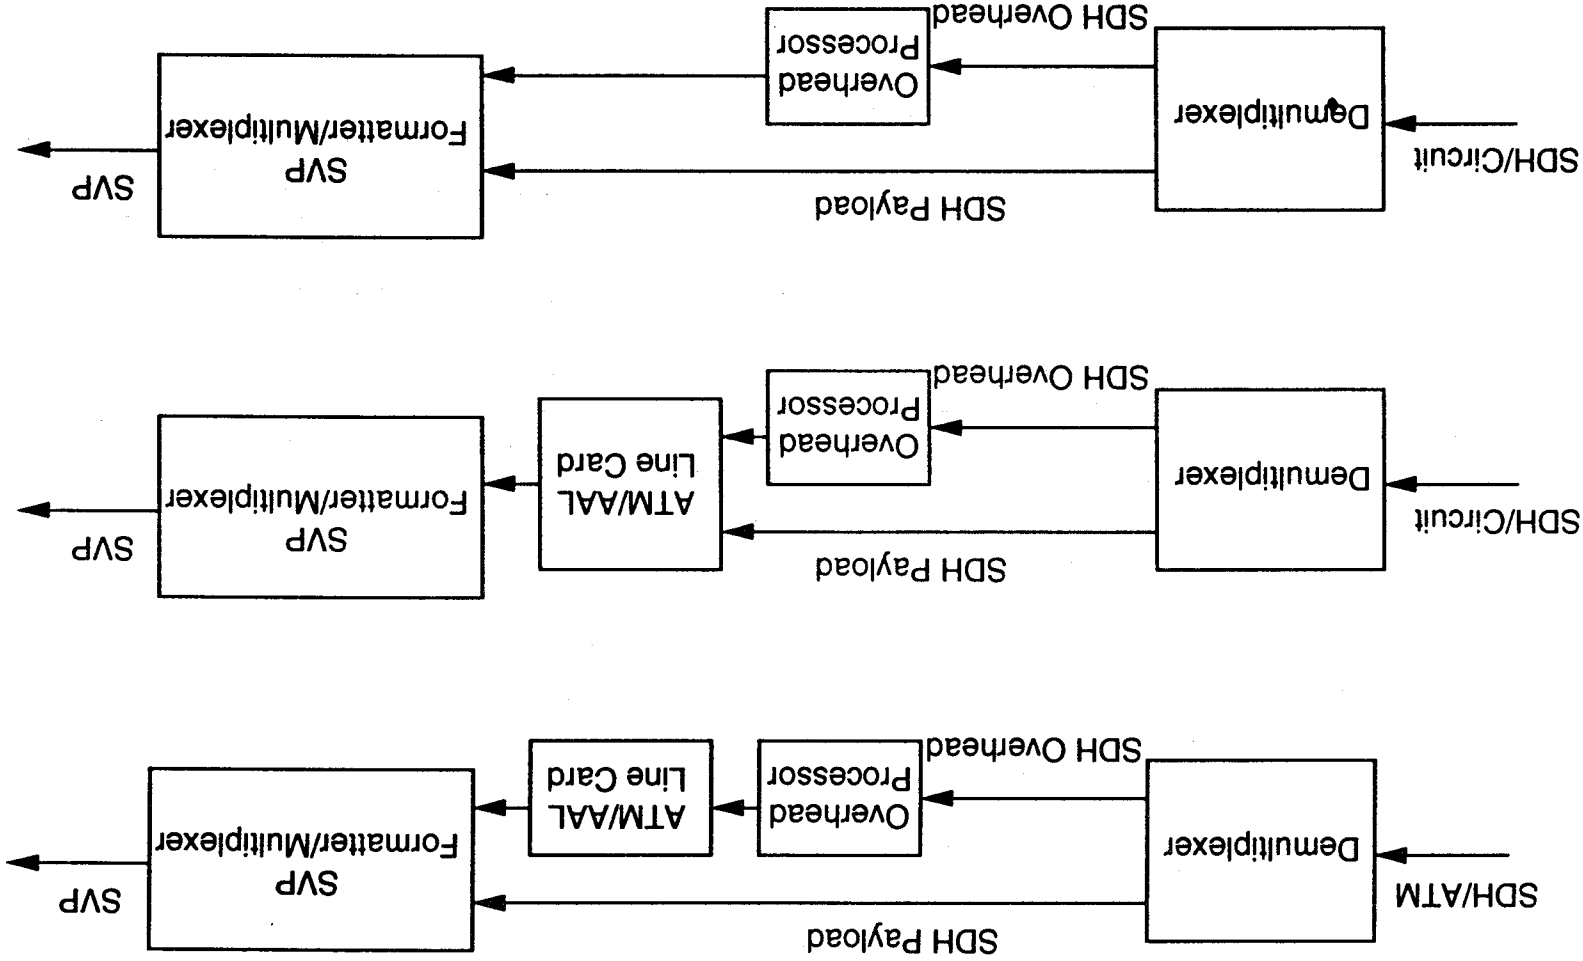 SDH Payload
SDH/ATM
Demultiplexer
SDH Overhead
Overhead
Processor
ATM/AAL
Line Card
SVP
Formatter/Multiplexer
SVP
SDH Payload
SDH/Circuit
Demultiplexer
SDH Overhead
Overhead
Processor
ATM/AAL
Line Card
SVP
Formatter/Multiplexer
SVP
SDH Payload
SDH/Circuit
Demultiplexer
SDH Overhead
Overhead
Processor
SVP
Formatter/Multiplexer
SVP